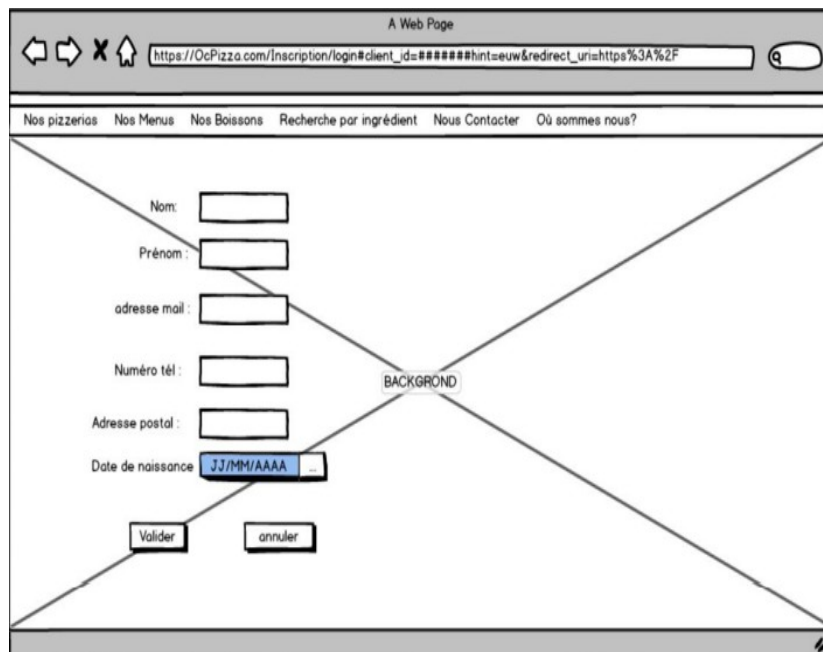 A Web Page
https://OcPizza.com/Inscription/login#client_id=#######hint=euw&redirect_uri=https%3A%2F
Nos pizzerias Nos Menus Nos Boissons Recherche par ingrédient Nous Contacter Où sommes nous?
Nom:
Prénom :
adresse mail :
Numéro tél :
BACKGROND
Adresse postal :
Date de naissance JJ/MM/AAAA ...
Valider annuler